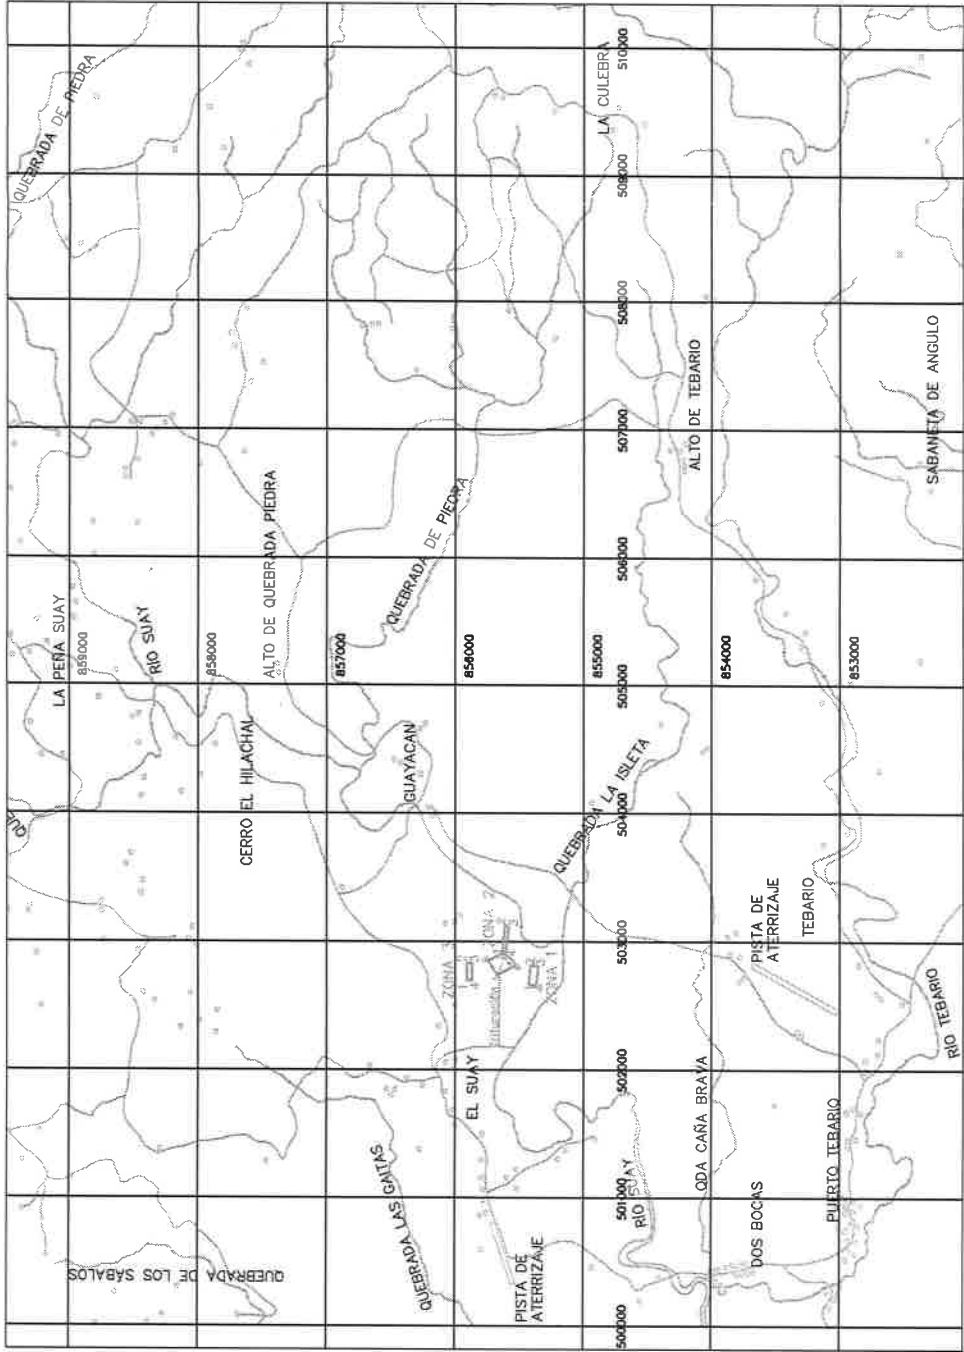 QUEBRADA DE PIEDRA
LA CULEBRA
510000
509000
508000
507000
506000
505000
504000
503000
502000
501000
500000
ALTO DE TEBARIO
SABANETA DE ANGULO
ALTO DE QUEBRADA PIEDRA
QUEBRADA DE PIEDRA
LA PEÑA SUAY
RIO SUAY
859000
858000
857000
856000
855000
854000
853000
QUE
CERRO EL HILACHAL
GUAYACAN
QUEBRADA LA ISLETA
ZONA 3
ZONA 2
ZONA 1
PISTA DE
ATERRIZAJE
TEBARIO
RIO TEBARIO
EL SUAY
QUEBRADA LAS GAITAS
QDA CAÑA BRAVA
RIO SUAY
PUERTO TEBARIO
DOS BOCAS
PISTA DE
ATERRIZAJE
QUEBRADA DE LOS SABALOS